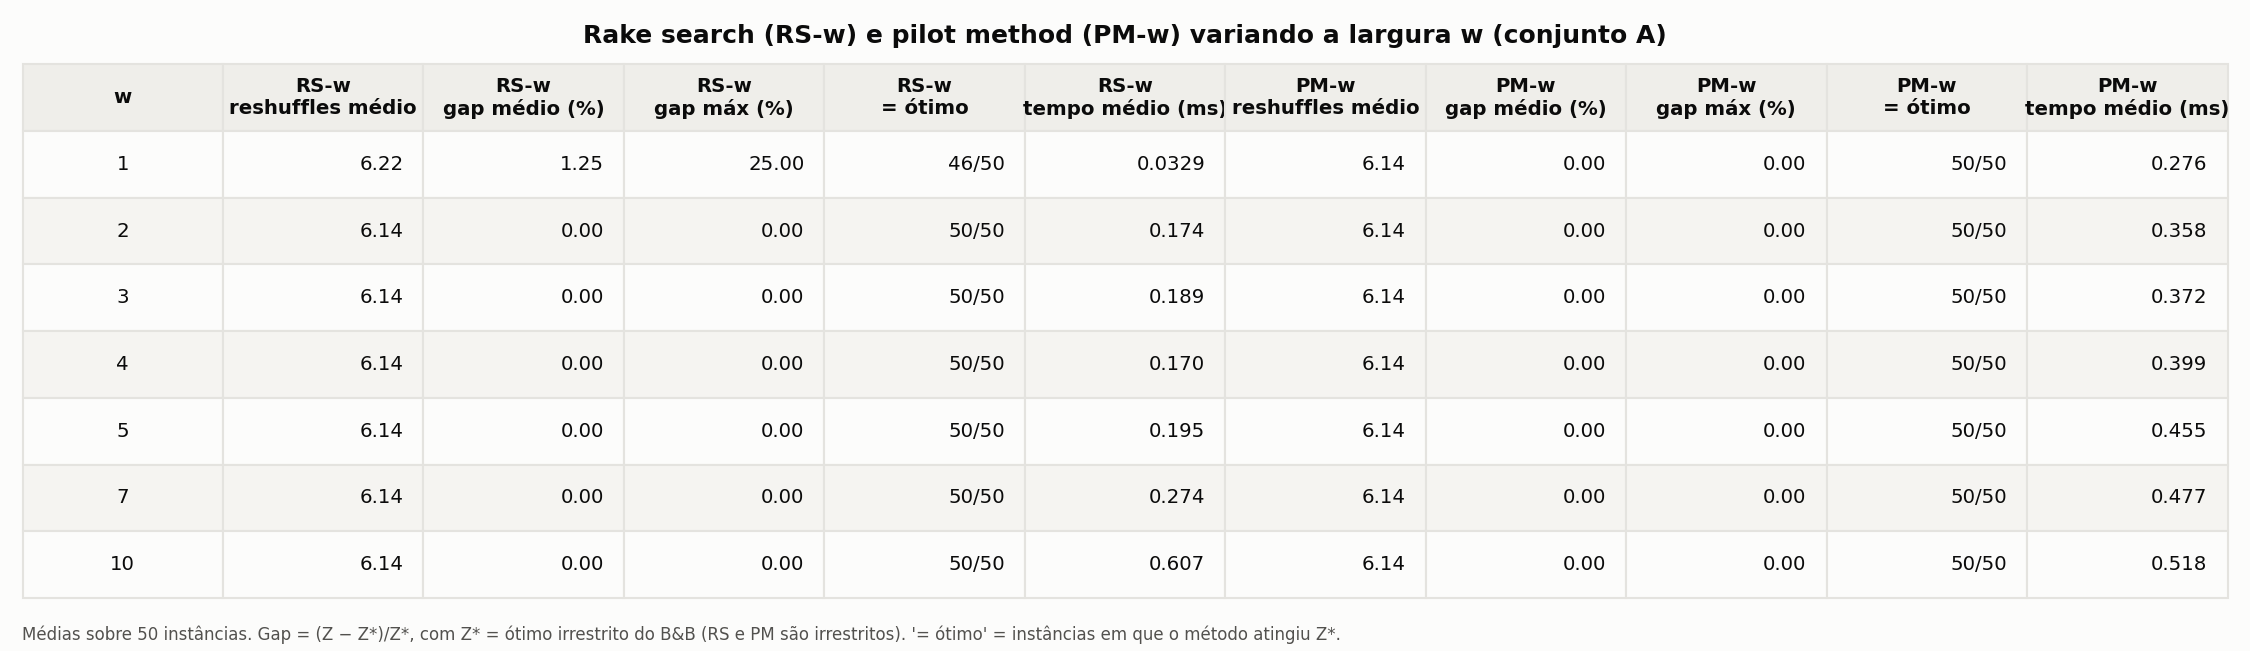 Rake search (RS-w) e pilot method (PM-w) variando a largura w (conjunto A)
w RS-w reshuffles médio RS-w gap médio (%) RS-w gap máx (%) RS-w = ótimo RS-w tempo médio (ms) PM-w reshuffles médio PM-w gap médio (%) PM-w gap máx (%) PM-w = ótimo PM-w tempo médio (ms)
1 6.22 1.25 25.00 46/50 0.0329 6.14 0.00 0.00 50/50 0.276
2 6.14 0.00 0.00 50/50 0.174 6.14 0.00 0.00 50/50 0.358
3 6.14 0.00 0.00 50/50 0.189 6.14 0.00 0.00 50/50 0.372
4 6.14 0.00 0.00 50/50 0.170 6.14 0.00 0.00 50/50 0.399
5 6.14 0.00 0.00 50/50 0.195 6.14 0.00 0.00 50/50 0.455
7 6.14 0.00 0.00 50/50 0.274 6.14 0.00 0.00 50/50 0.477
10 6.14 0.00 0.00 50/50 0.607 6.14 0.00 0.00 50/50 0.518
Médias sobre 50 instâncias. Gap = (Z − Z*)/Z*, com Z* = ótimo irrestrito do B&B (RS e PM são irrestritos). '= ótimo' = instâncias em que o método atingiu Z*.